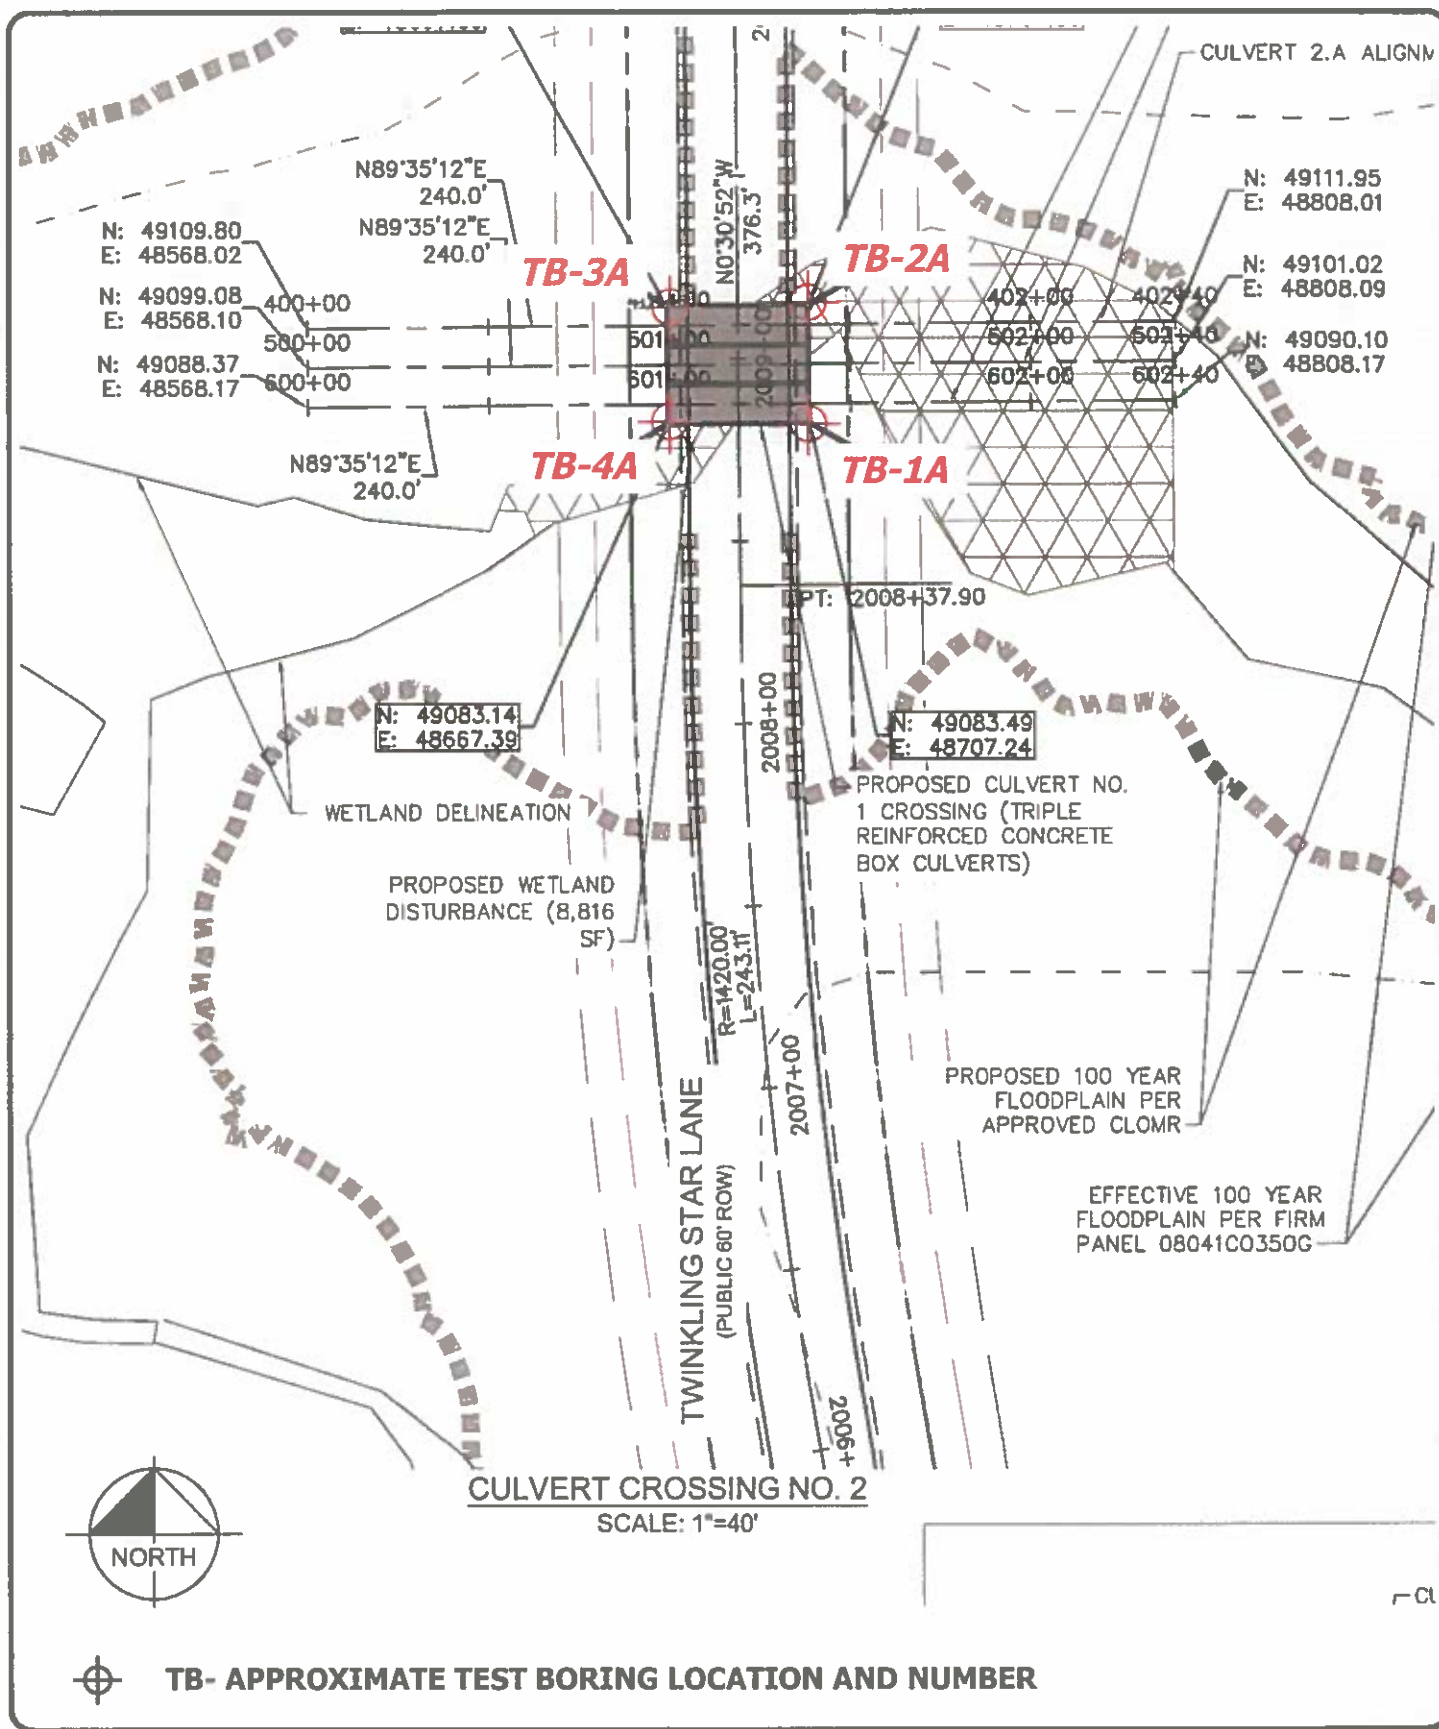 CULVERT 2.A ALIGNM
N89°35'12"E
240.0'
N89°35'12"E
240.0'
N0°30'52"W
376.3'
N: 49111.95
E: 48808.01
N: 49109.80
E: 48568.02
TB-3A
TB-2A
N: 49101.02
E: 48808.09
N: 49099.08
E: 48568.10
400+00
402+00
402+40
500+00
502+00
502+40
N: 49090.10
E: 48808.17
N: 49088.37
E: 48568.17
600+00
602+00
602+40
2009+00
N89°35'12"E
240.0'
TB-4A
TB-1A
PT: 2008+37.90
2008+00
N: 49083.14
E: 48667.39
N: 49083.49
E: 48707.24
WETLAND DELINEATION
PROPOSED CULVERT NO.
1 CROSSING (TRIPLE
REINFORCED CONCRETE
BOX CULVERTS)
PROPOSED WETLAND
DISTURBANCE (8,816
SF)
R=1420.00'
L=243.11'
2007+00
PROPOSED 100 YEAR
FLOODPLAIN PER
APPROVED CLOMR
TWINKLING STAR LANE
(PUBLIC 60' ROW)
EFFECTIVE 100 YEAR
FLOODPLAIN PER FIRM
PANEL 08041C0350G
2006+
CULVERT CROSSING NO. 2
SCALE: 1"=40'
NORTH
TB- APPROXIMATE TEST BORING LOCATION AND NUMBER